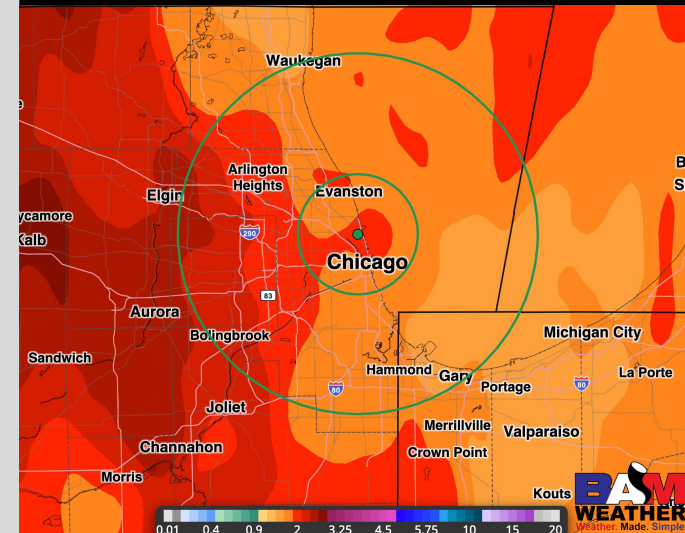 Waukegan
Arlington
Heights
Evanston
Elgin
ycamore
Kalb
290
Chicago
83
Aurora
Bolingbrook
Michigan City
Sandwich
Hammond
Gary
La Porte
Portage
80
80
Joliet
Merrillville
Valparaiso
Channahon
Crown Point
Morris
Kouts
BAM
WEATHER
Weather. Made. Simple
0.01 0.4 0.9 2 3.25 4.5 5.75 10 15 20